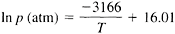 ln p (atm) = −3166/T + 16.01